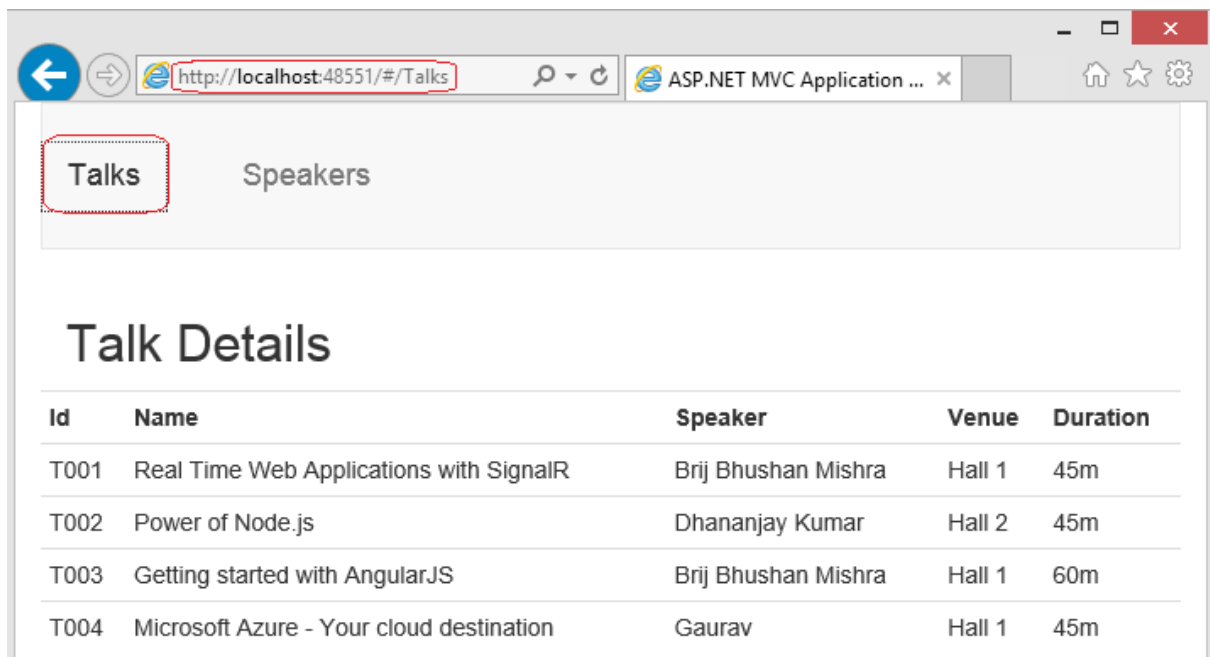 http://localhost:48551/#/Talks
ASP.NET MVC Application ...
Talks Speakers
Talk Details
Id Name Speaker Venue Duration
T001 Real Time Web Applications with SignalR Brij Bhushan Mishra Hall 1 45m
T002 Power of Node.js Dhananjay Kumar Hall 2 45m
T003 Getting started with AngularJS Brij Bhushan Mishra Hall 1 60m
T004 Microsoft Azure - Your cloud destination Gaurav Hall 1 45m